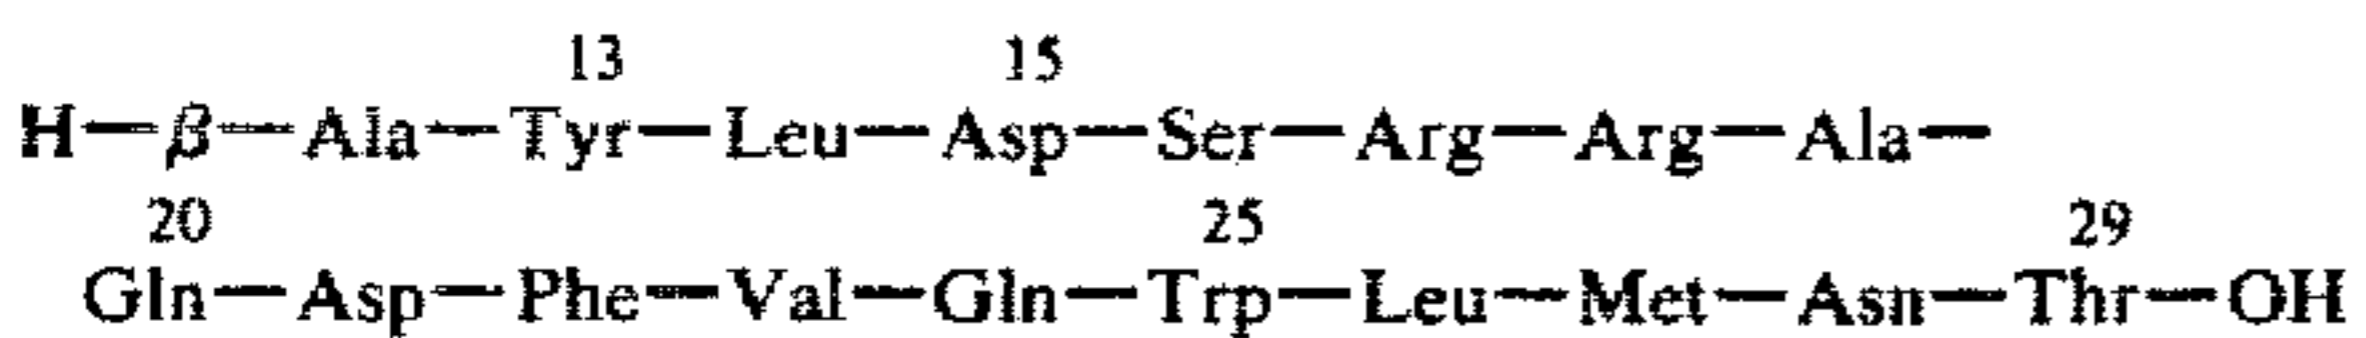 13 15
H—β—Ala—Tyr—Leu—Asp—Ser—Arg—Arg—Ala—
20 25 29
Gln—Asp—Phe—Val—Gln—Trp—Leu—Met—Asn—Thr—OH